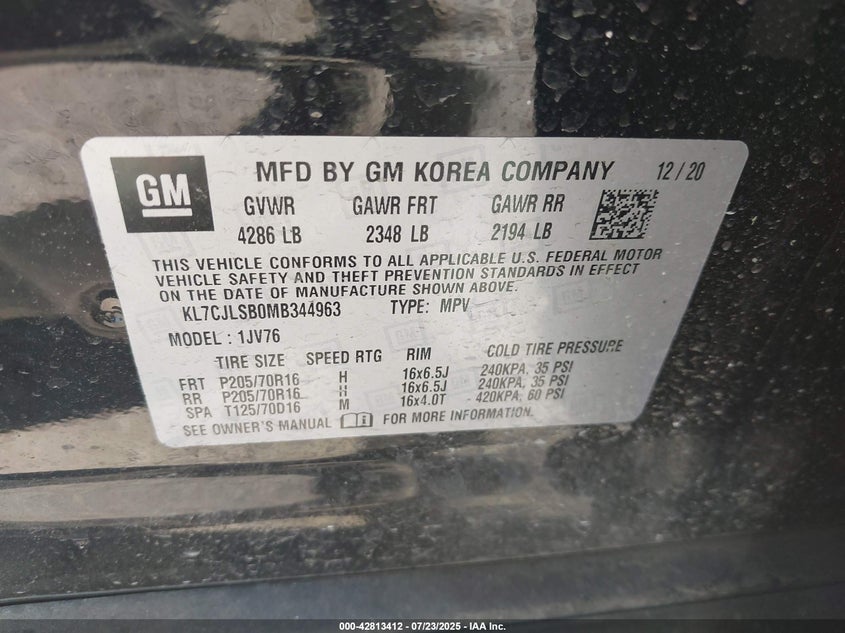 GM MFD BY GM KOREA COMPANY 12/20
GVWR GAWR FRT GAWR RR
4286 LB 2348 LB 2194 LB
THIS VEHICLE CONFORMS TO ALL APPLICABLE U.S. FEDERAL MOTOR
VEHICLE SAFETY AND THEFT PREVENTION STANDARDS IN EFFECT
ON THE DATE OF MANUFACTURE SHOWN ABOVE.
KL7CJLSB0MB344963 TYPE: MPV
MODEL: 1JV76
TIRE SIZE SPEED RTG RIM COLD TIRE PRESSURE
FRT P205/70R16 H 16x6.5J 240KPA, 35 PSI
RR P205/70R16 H 16x6.5J 240KPA, 35 PSI
SPA T125/70D16 M 16x4.0T 420KPA, 60 PSI
SEE OWNER'S MANUAL FOR MORE INFORMATION.
000-42813412 - 07/23/2025 - IAA Inc.